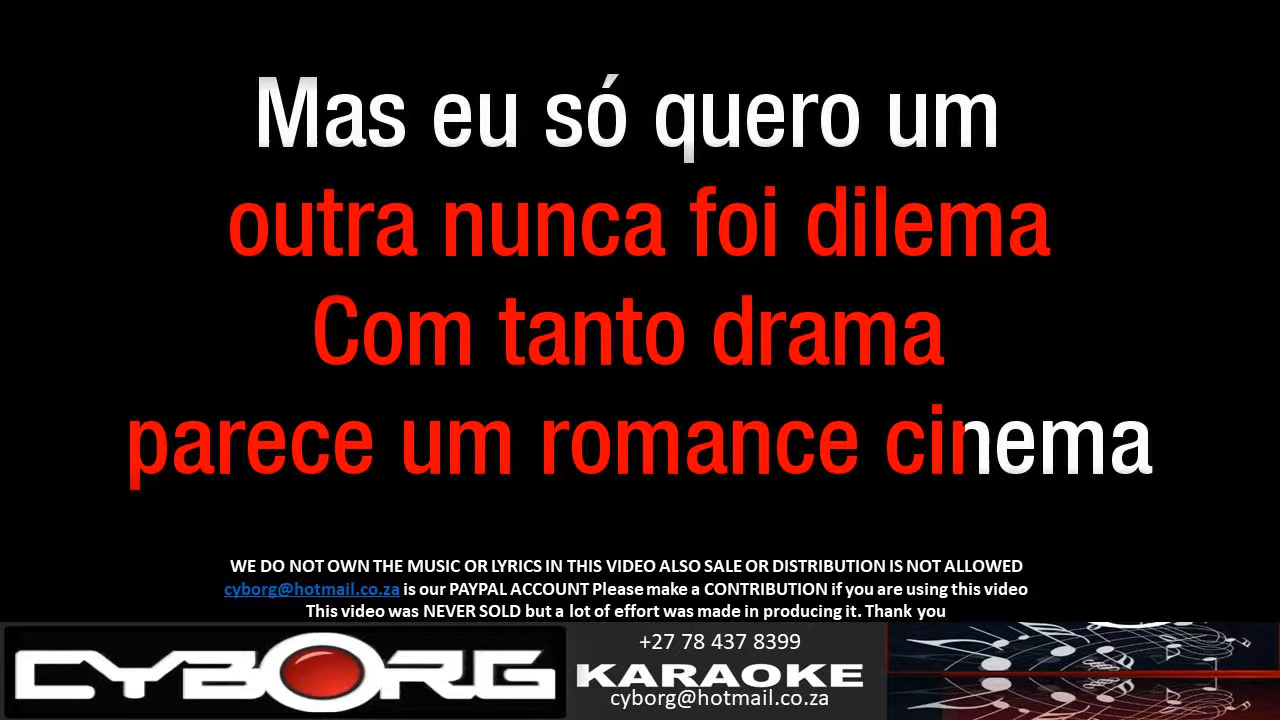 Mas eu só quero um
outra nunca foi dilema
Com tanto drama
parece um romance cinema
WE DO NOT OWN THE MUSIC OR LYRICS IN THIS VIDEO ALSO SALE OR DISTRIBUTION IS NOT ALLOWED
cyborg@hotmail.co.za is our PAYPAL ACCOUNT Please make a CONTRIBUTION if you are using this video
This video was NEVER SOLD but a lot of effort was made in producing it. Thank you
CYBORG
+27 78 437 8399
KARAOKE
cyborg@hotmail.co.za